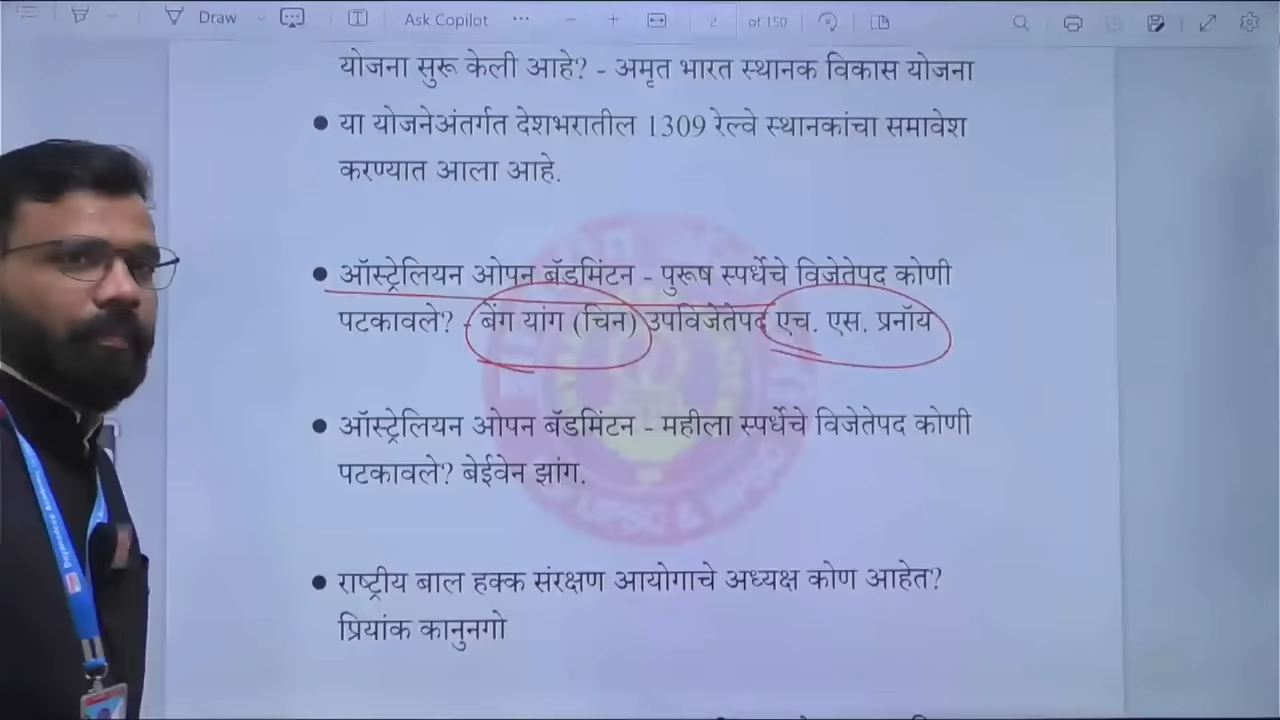 Draw
Ask Copilot
of 150
योजना सुरू केली आहे? - अमृत भारत स्थानक विकास योजना
● या योजनेअंतर्गत देशभरातील 1309 रेल्वे स्थानकांचा समावेश
करण्यात आला आहे.
● ऑस्ट्रेलियन ओपन बॅडमिंटन - पुरूष स्पर्धेचे विजेतेपद कोणी
पटकावले? - बेंग यांग (चिन) उपविजेतेपद एच. एस. प्रनॉय
● ऑस्ट्रेलियन ओपन बॅडमिंटन - महीला स्पर्धेचे विजेतेपद कोणी
पटकावले? बेईवेन झांग.
● राष्ट्रीय बाल हक्क संरक्षण आयोगाचे अध्यक्ष कोण आहेत?
प्रियांक कानुनगो
UPSC & MPSC